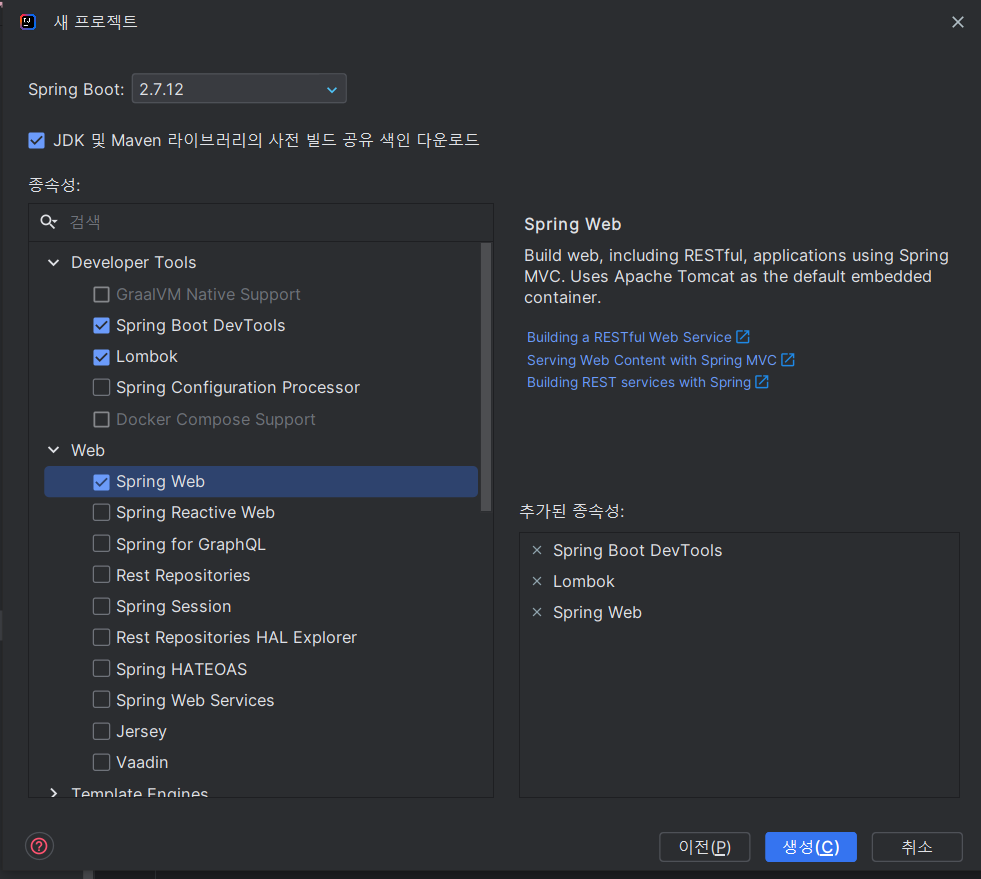 새 프로젝트
Spring Boot: 2.7.12
JDK 및 Maven 라이브러리의 사전 빌드 공유 색인 다운로드
종속성:
검색
Developer Tools
GraalVM Native Support
Spring Boot DevTools
Lombok
Spring Configuration Processor
Docker Compose Support
Web
Spring Web
Spring Reactive Web
Spring for GraphQL
Rest Repositories
Spring Session
Rest Repositories HAL Explorer
Spring HATEOAS
Spring Web Services
Jersey
Vaadin
Template Engines
Spring Web
Build web, including RESTful, applications using Spring
MVC. Uses Apache Tomcat as the default embedded
container.
Building a RESTful Web Service
Serving Web Content with Spring MVC
Building REST services with Spring
추가된 종속성:
Spring Boot DevTools
Lombok
Spring Web
이전(P)
생성(C)
취소